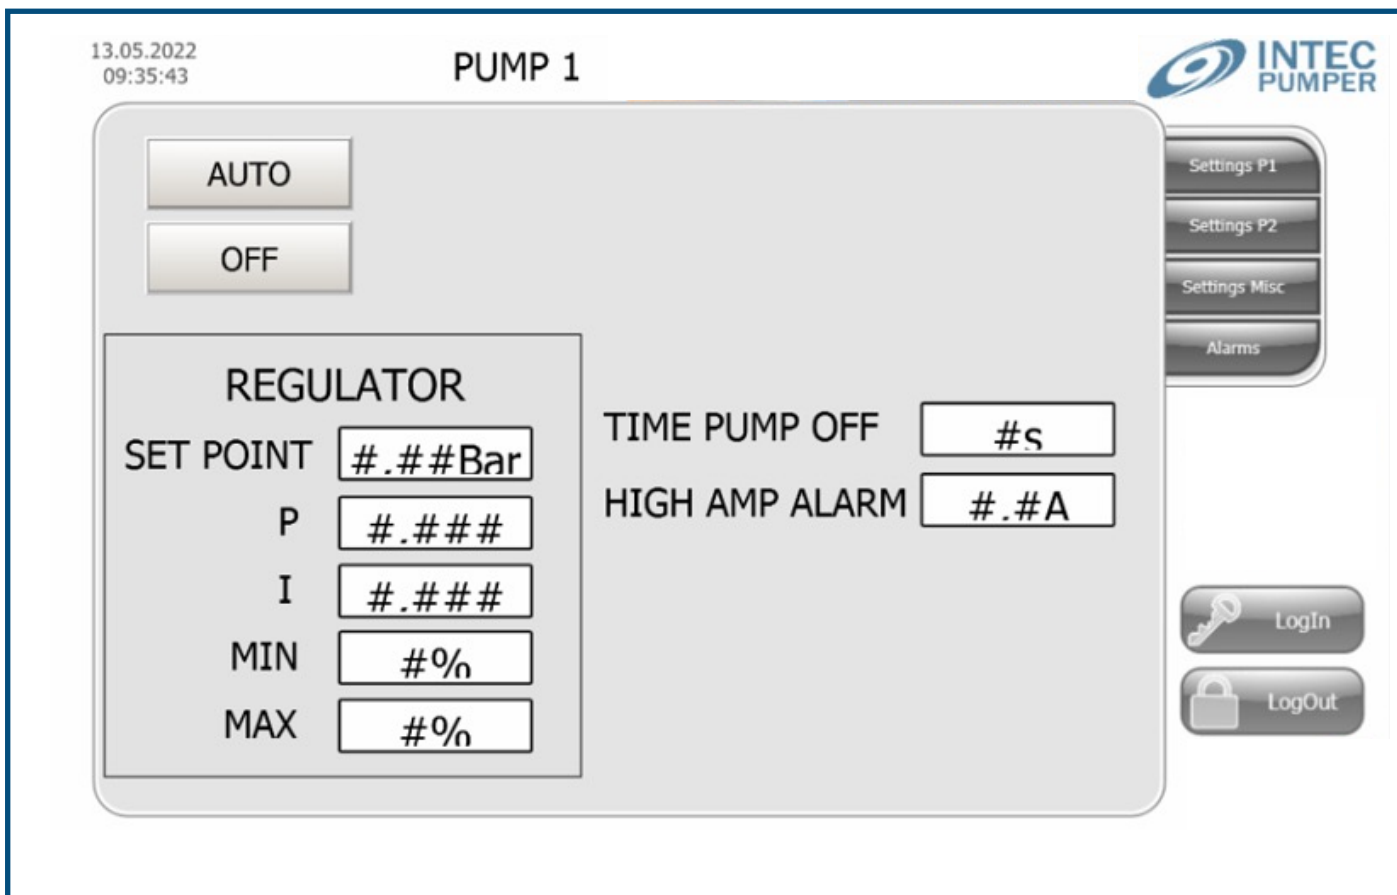 13.05.2022
09:35:43
PUMP 1
INTEC
PUMPER
AUTO
OFF
Settings P1
Settings P2
Settings Misc
Alarms
REGULATOR
SET POINT #.##Bar
P #.###
I #.###
MIN #%
MAX #%
TIME PUMP OFF #s
HIGH AMP ALARM #.#A
LogIn
LogOut